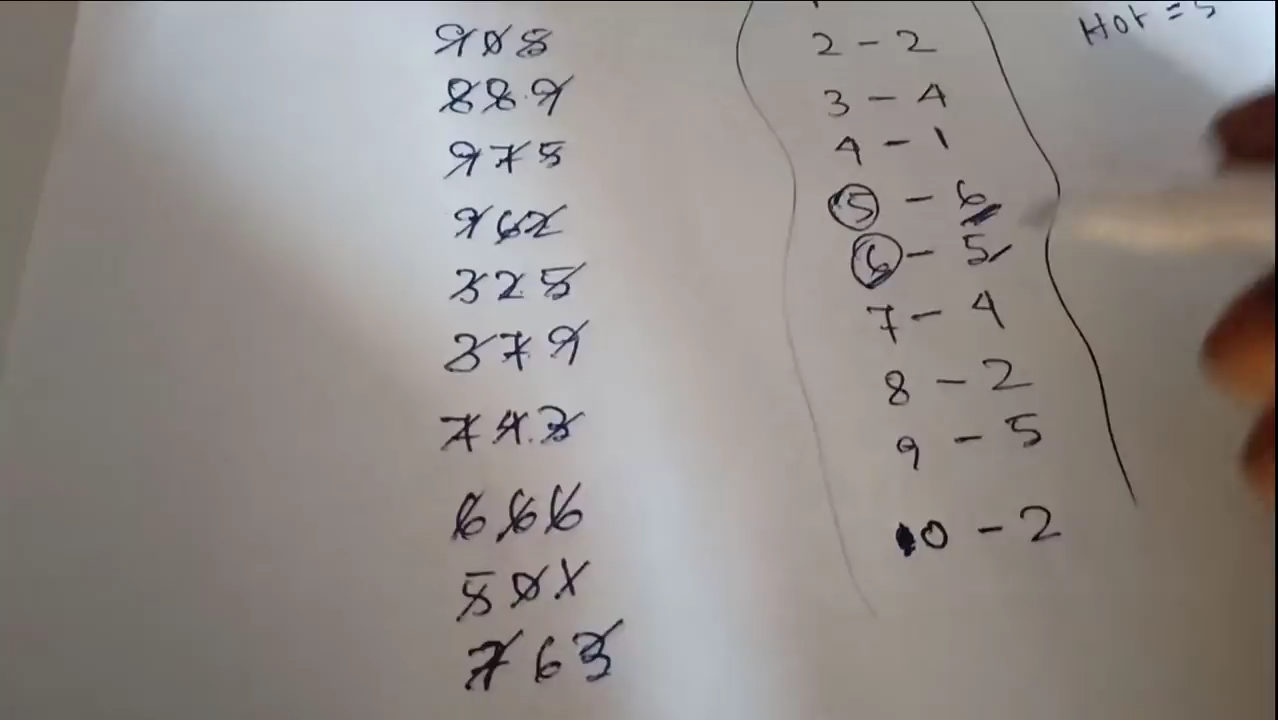 908
889
975
962
325
379
743
666
501
763
2 - 2
3 - 4
4 - 1
5 - 6
6 - 5
7 - 4
8 - 2
9 - 5
0 - 2
Hot = 5